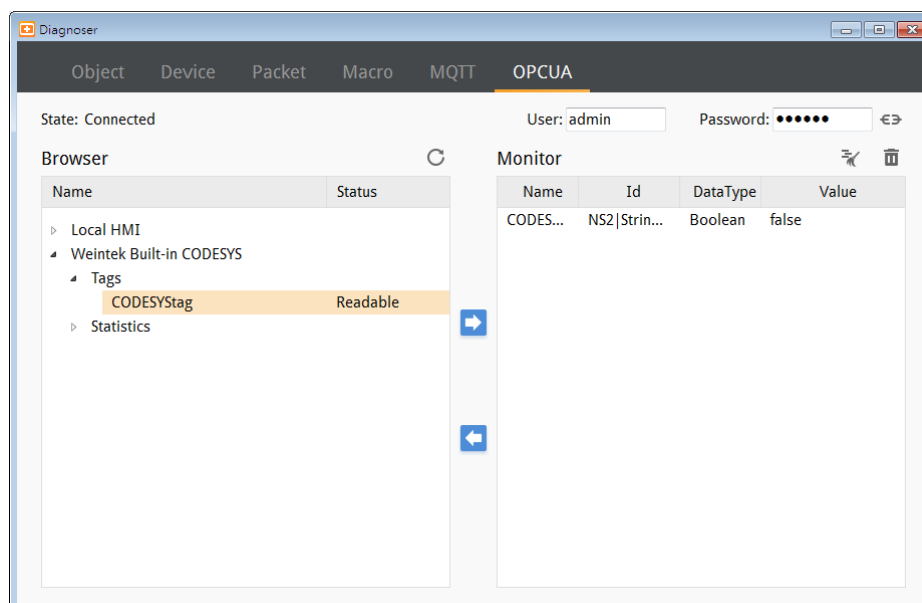 Diagnoser
Object Device Packet Macro MQTT OPCUA
State: Connected
User: admin
Password: ●●●●●●
Browser
Name Status
Local HMI
Weintek Built-in CODESYS
Tags
CODESYStag Readable
Statistics
Monitor
Name Id DataType Value
CODES... NS2|Strin... Boolean false